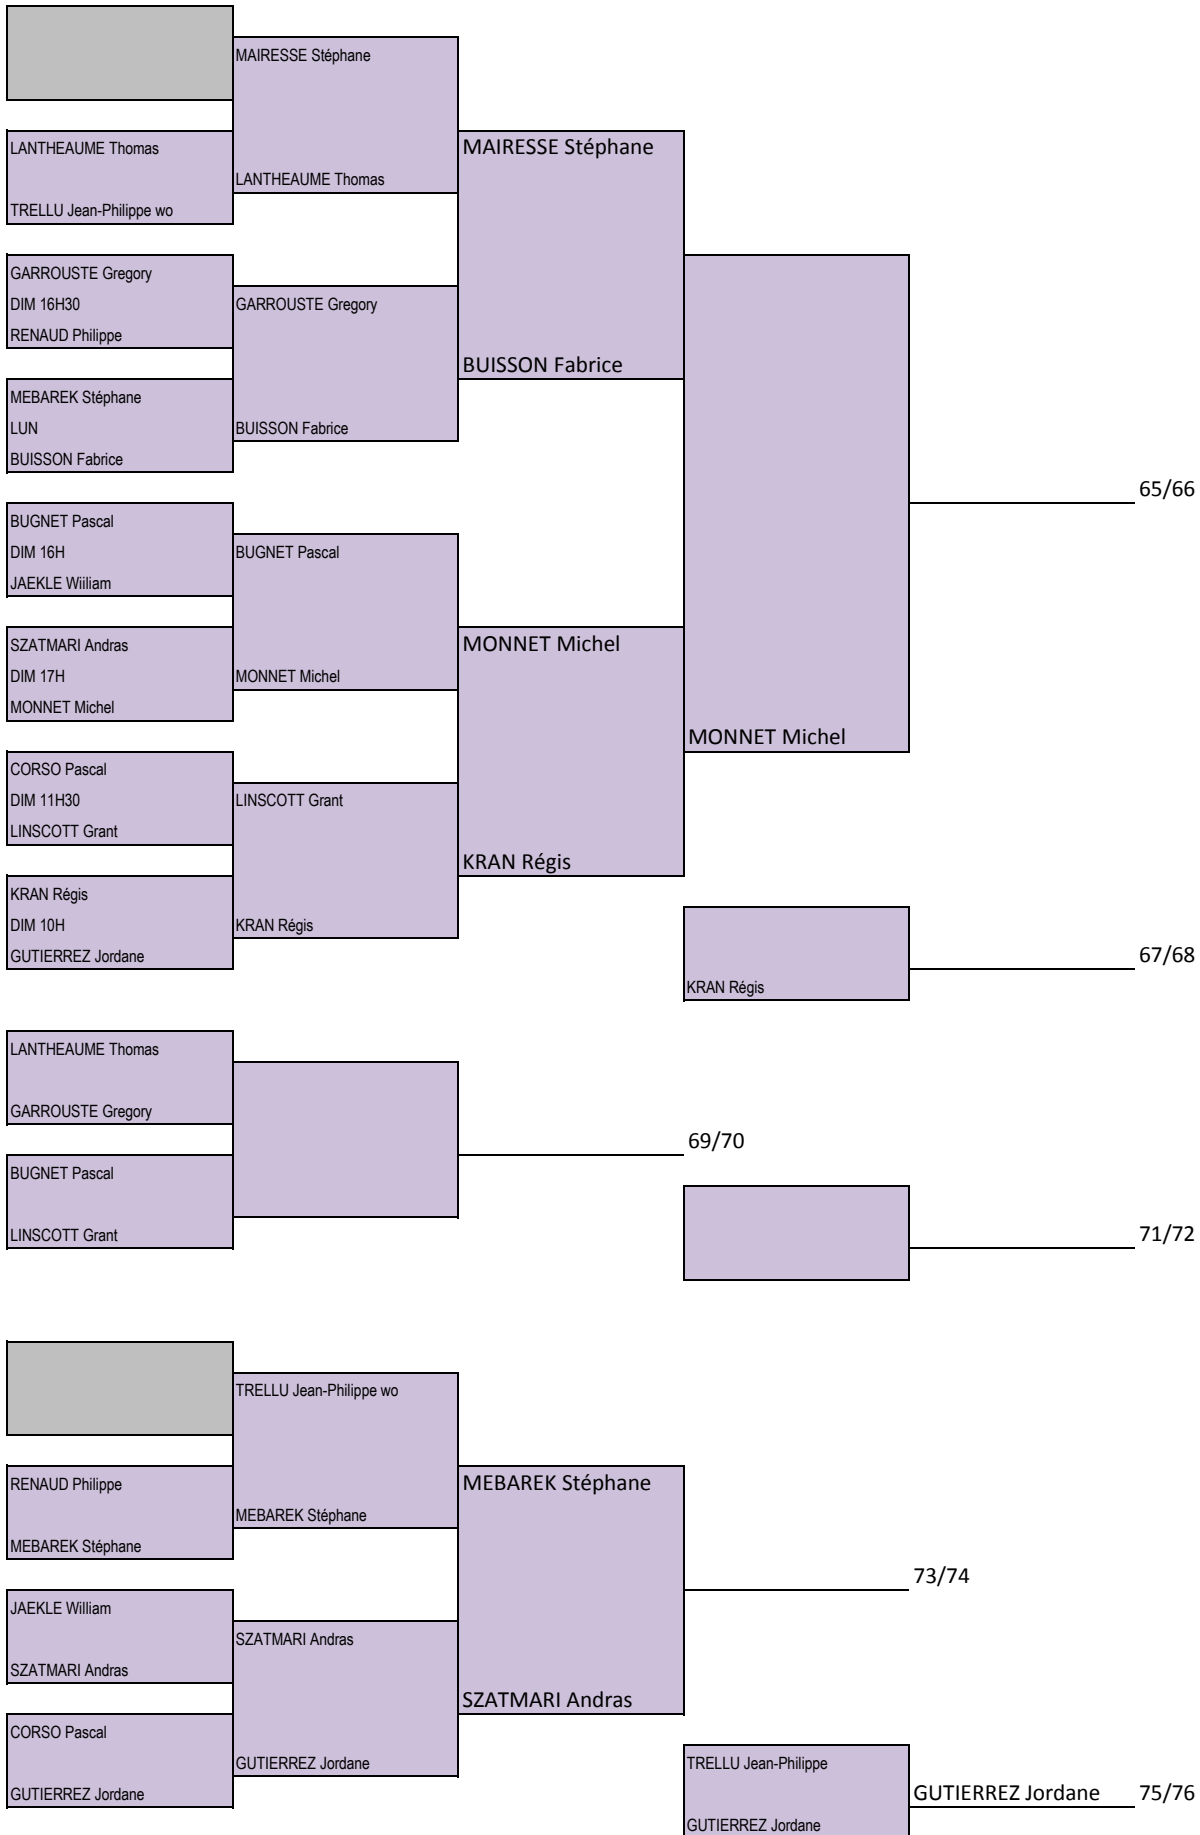 MAIRESSE Stéphane
LANTHEAUME Thomas
MAIRESSE Stéphane
LANTHEAUME Thomas
TRELLU Jean-Philippe wo
GARROUSTE Gregory
DIM 16H30
GARROUSTE Gregory
RENAUD Philippe
BUISSON Fabrice
MEBAREK Stéphane
LUN
BUISSON Fabrice
BUISSON Fabrice
65/66
BUGNET Pascal
DIM 16H
BUGNET Pascal
JAEKLE Wiiliam
SZATMARI Andras
MONNET Michel
DIM 17H
MONNET Michel
MONNET Michel
MONNET Michel
CORSO Pascal
DIM 11H30
LINSCOTT Grant
LINSCOTT Grant
KRAN Régis
KRAN Régis
DIM 10H
KRAN Régis
GUTIERREZ Jordane
67/68
KRAN Régis
LANTHEAUME Thomas
GARROUSTE Gregory
69/70
BUGNET Pascal
LINSCOTT Grant
71/72
TRELLU Jean-Philippe wo
RENAUD Philippe
MEBAREK Stéphane
MEBAREK Stéphane
MEBAREK Stéphane
73/74
JAEKLE William
SZATMARI Andras
SZATMARI Andras
SZATMARI Andras
CORSO Pascal
GUTIERREZ Jordane
TRELLU Jean-Philippe
GUTIERREZ Jordane
GUTIERREZ Jordane 75/76
GUTIERREZ Jordane